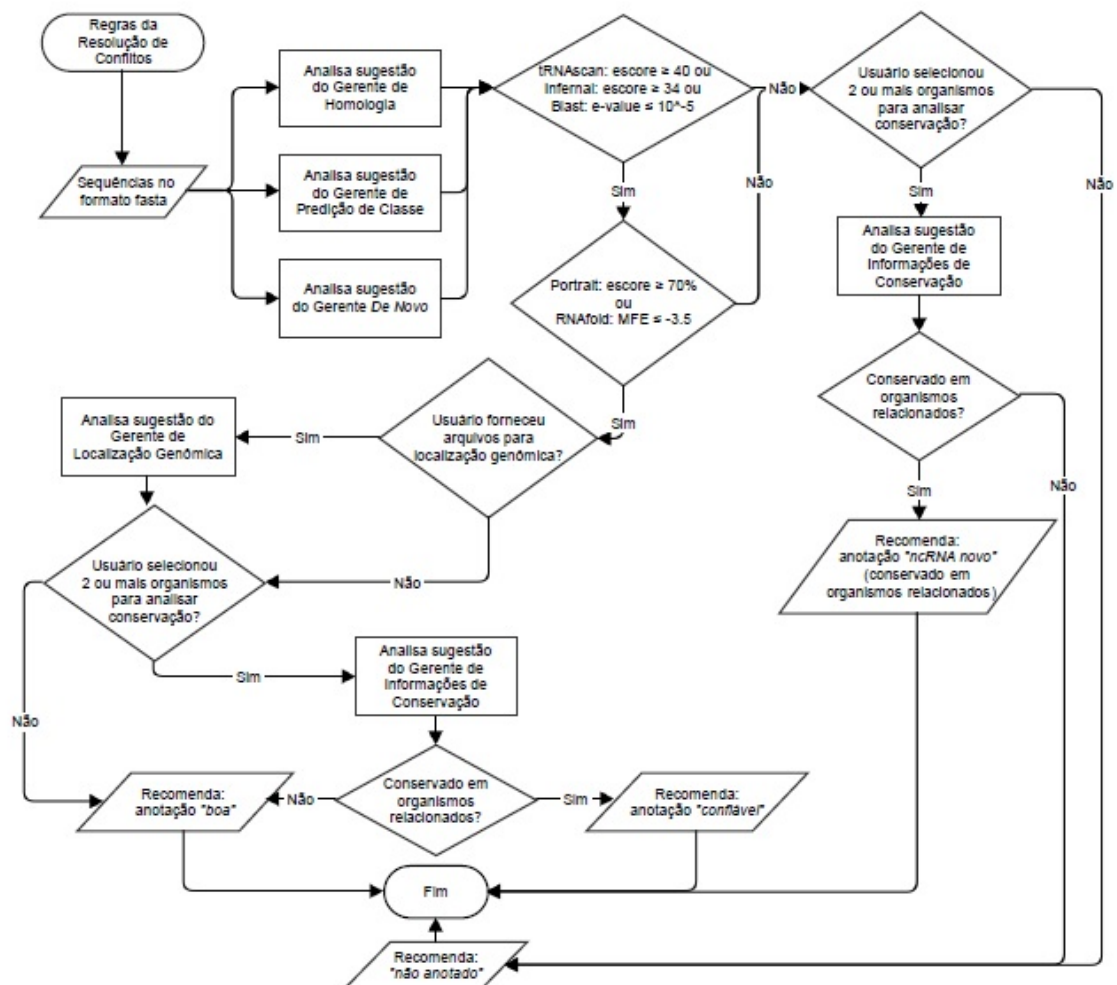 Regras da
Resolução de
Conflitos
Sequências no
formato fasta
Analisa sugestão
do Gerente de
Homologia
Analisa sugestão
do Gerente de
Predição de Classe
Analisa sugestão
do Gerente De Novo
tRNAscan: escore ≥ 40 ou
Infernal: escore ≥ 34 ou
Blast: e-value ≤ 10^-5
Não
Sim
Não
Portrait: escore ≥ 70%
ou
RNAfold: MFE ≤ -3.5
Sim
Usuário selecionou
2 ou mais organismos
para analisar
conservação?
Não
Sim
Analisa sugestão
do Gerente de
Informações de
Conservação
Conservado em
organismos
relacionados?
Não
Sim
Recomenda:
anotação "ncRNA novo"
(conservado em
organismos relacionados)
Usuário forneceu
arquivos para
localização genômica?
Sim
Não
Analisa sugestão do
Gerente de
Localização Genômica
Usuário selecionou
2 ou mais organismos
para analisar
conservação?
Não
Sim
Analisa sugestão
do Gerente de
Informações de
Conservação
Conservado em
organismos
relacionados?
Não
Sim
Recomenda:
anotação "boa"
Recomenda:
anotação "confiável"
Fim
Recomenda:
"não anotado"